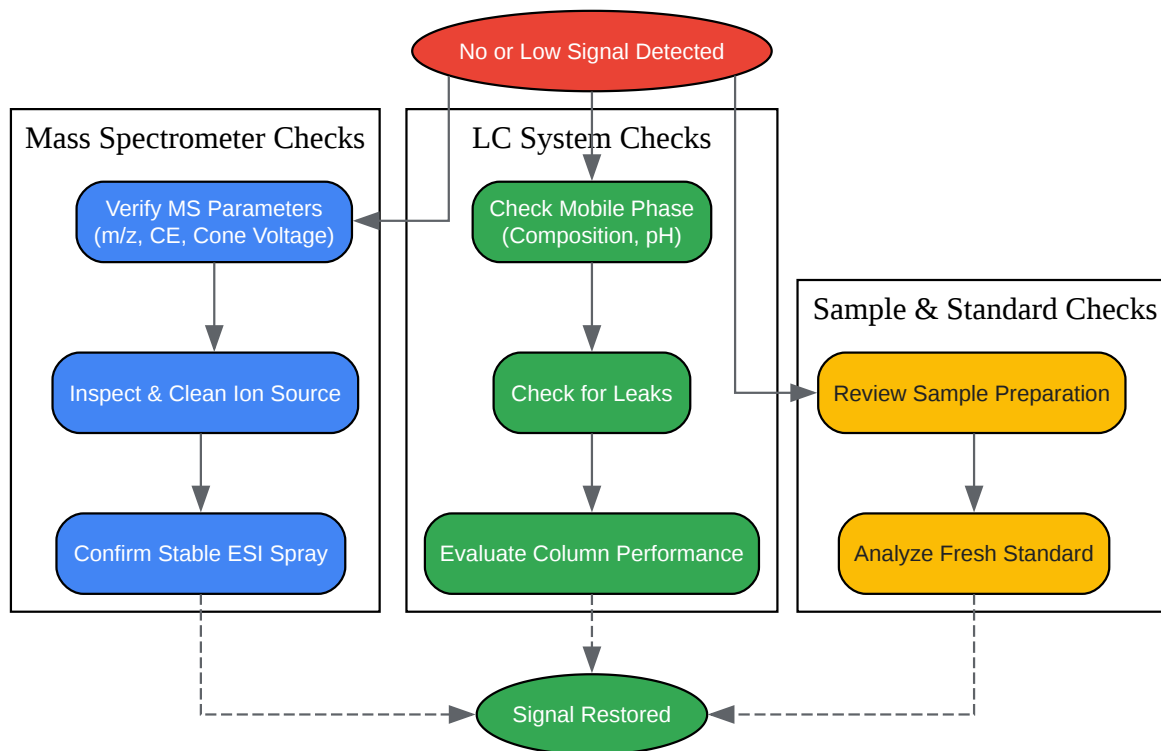 No or Low Signal Detected
Mass Spectrometer Checks
Verify MS Parameters
(m/z, CE, Cone Voltage)
Inspect & Clean Ion Source
Confirm Stable ESI Spray
LC System Checks
Check Mobile Phase
(Composition, pH)
Check for Leaks
Evaluate Column Performance
Sample & Standard Checks
Review Sample Preparation
Analyze Fresh Standard
Signal Restored